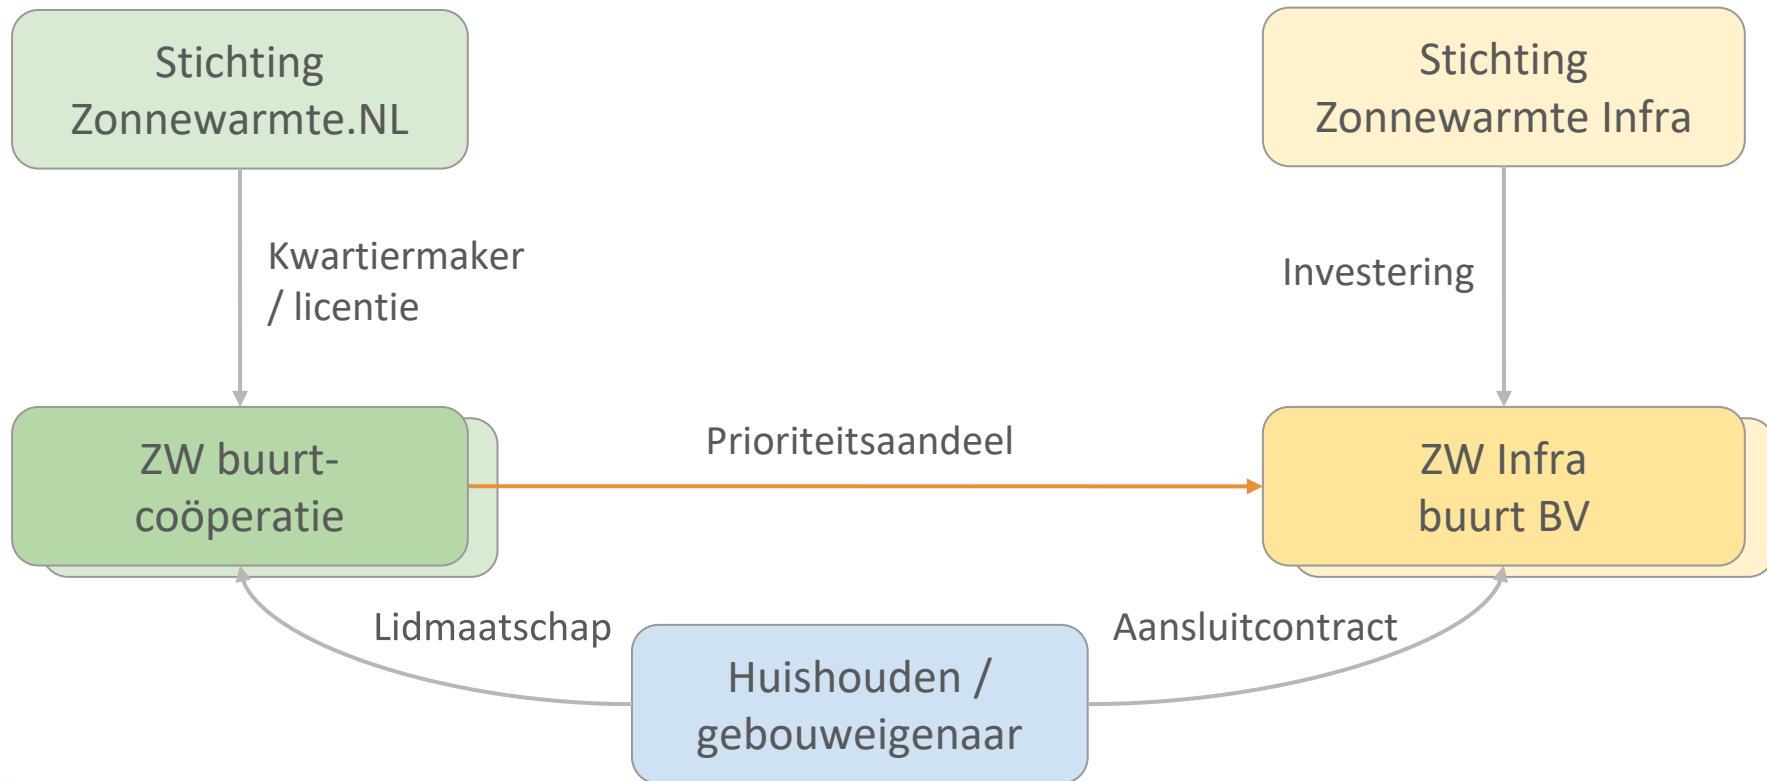 Stichting
Zonnewarmte.NL
Stichting
Zonnewarmte Infra
Kwartiermaker
/ licentie
Investering
ZW buurt-
coöperatie
Prioriteitsaandeel
ZW Infra
buurt BV
Lidmaatschap
Aansluitcontract
Huishouden /
gebouweigenaar